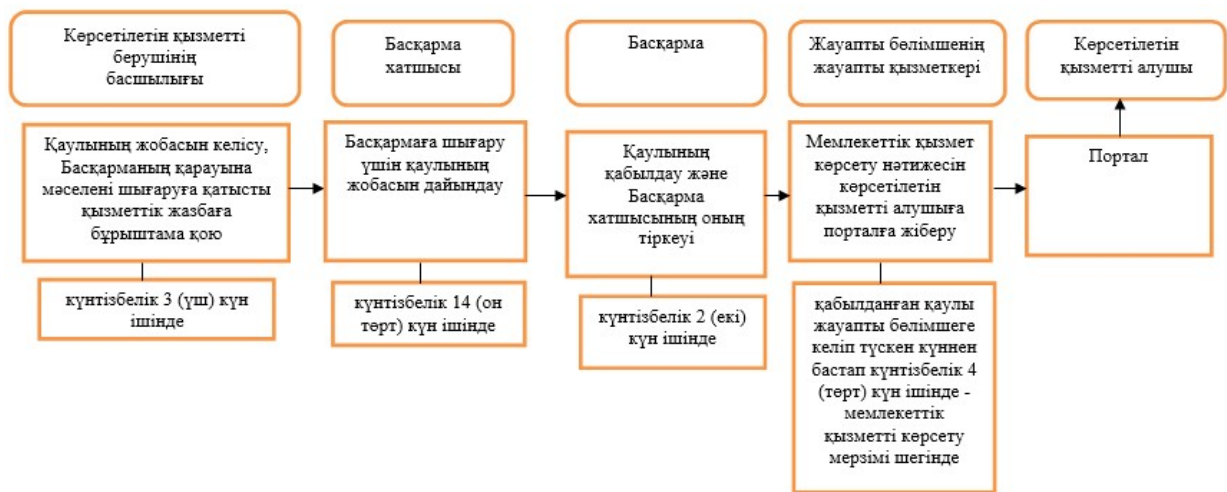 Көрсетілетін қызметті
берушінің
басшылығы
Басқарма
хатшысы
Басқарма
Жауапты бөлімшенің
жауапты қызметкері
Көрсетілетін
қызметті алушы
Қаулының жобасын келісу,
Басқарманың қарауына
мәселені шығаруға қатысты
қызметтік жазбаға
бұрыштама қою
Басқармаға шығару
үшін қаулының
жобасын дайындау
Қаулының
қабылдау және
Басқарма
хатшысының оның
тіркеуі
Мемлекеттік қызмет
көрсету нәтижесін
көрсетілетін
қызметті алушыға
порталға жіберу
Портал
күнтізбелік 3 (үш) күн
ішінде
күнтізбелік 14 (он
төрт) күн ішінде
күнтізбелік 2 (екі)
күн ішінде
қабылданған қаулы
жауапты бөлімшеге
келіп түскен күннен
бастап күнтізбелік 4
(төрт) күн ішінде -
мемлекеттік
қызметті көрсету
мерзімі шегінде